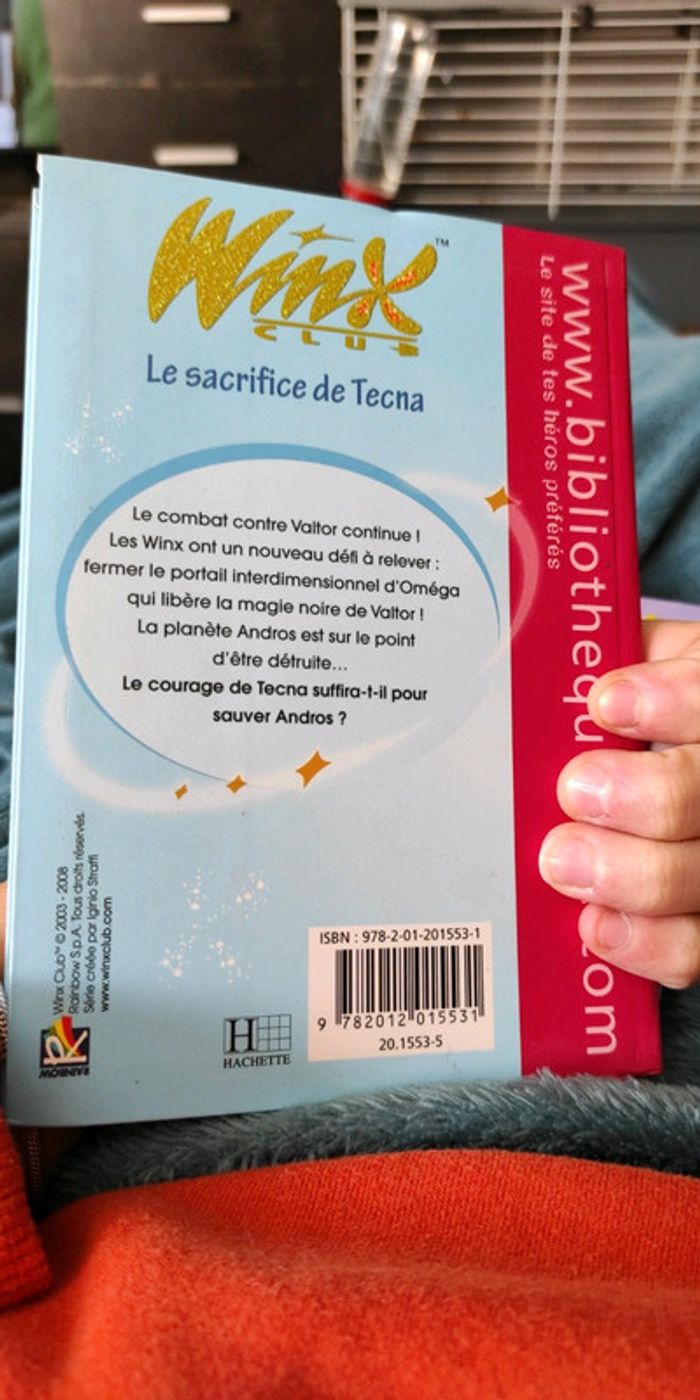 WinX™
CLUB
Le sacrifice de Tecna
Le combat contre Valtor continue !
Les Winx ont un nouveau défi à relever :
fermer le portail interdimensionnel d'Oméga
qui libère la magie noire de Valtor !
La planète Andros est sur le point
d'être détruite...
Le courage de Tecna suffira-t-il pour
sauver Andros ?
www.bibliothequ
om
Le site de tes héros préférés
Winx Club™ © 2003 - 2008
Rainbow S.p.A. Tous droits réservés.
Série créée par Iginio Straffi
www.winxclub.com
RAINBOW
H
HACHETTE
ISBN : 978-2-01-201553-1
9 782012 015531
20.1553-5